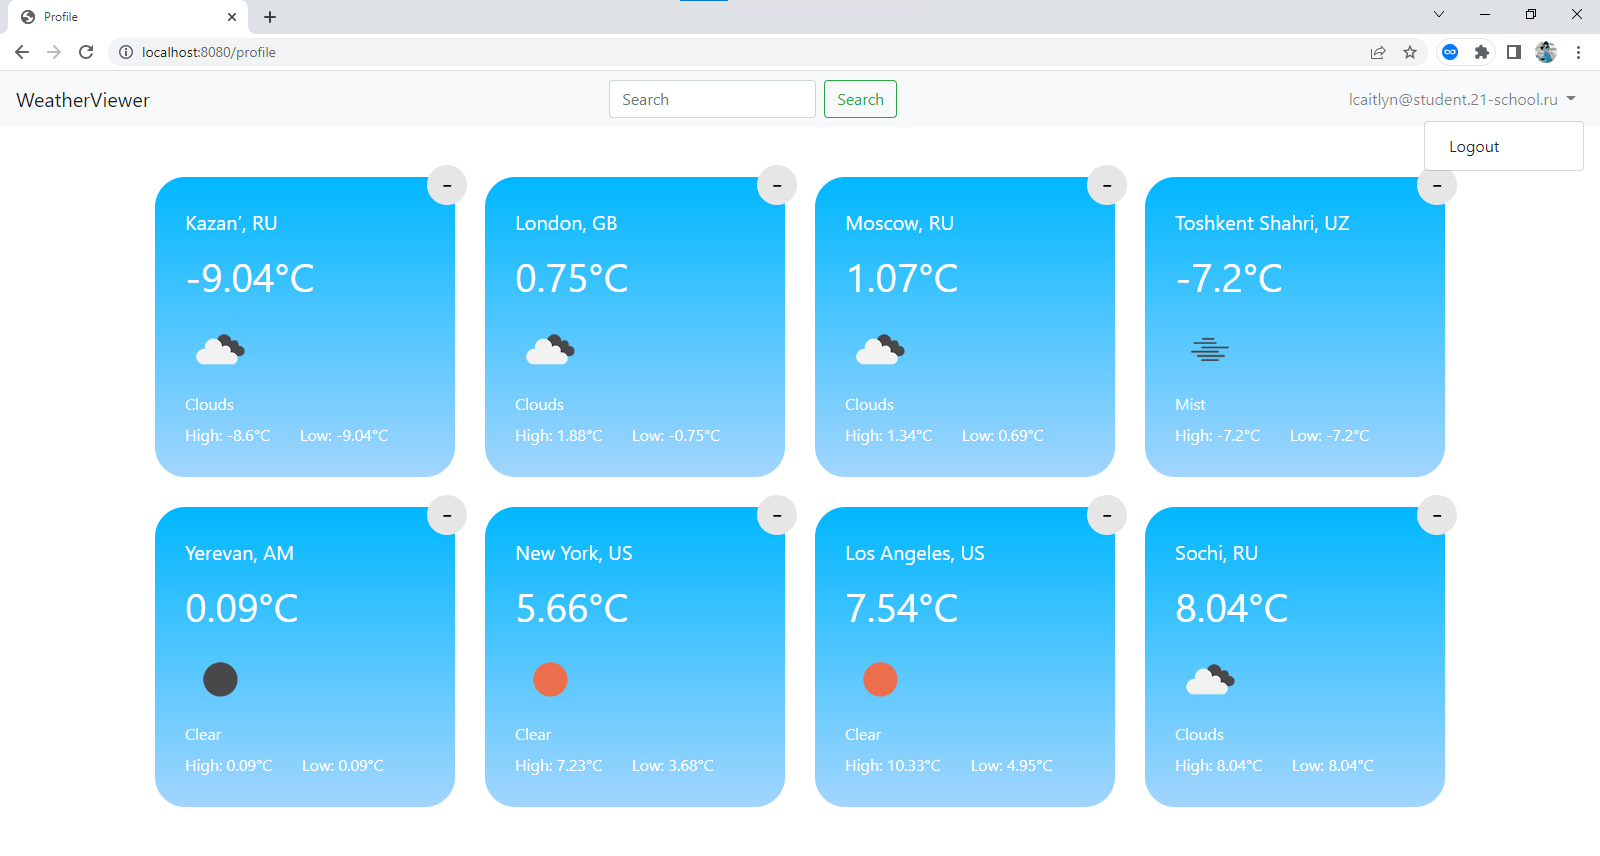 Profile
localhost:8080/profile
WeatherViewer
Search
Search
lcaitlyn@student.21-school.ru
Logout
-
-
-
-
Kazan’, RU
-9.04°C
Clouds
High: -8.6°C Low: -9.04°C
London, GB
0.75°C
Clouds
High: 1.88°C Low: -0.75°C
Moscow, RU
1.07°C
Clouds
High: 1.34°C Low: 0.69°C
Toshkent Shahri, UZ
-7.2°C
Mist
High: -7.2°C Low: -7.2°C
-
-
-
-
Yerevan, AM
0.09°C
Clear
High: 0.09°C Low: 0.09°C
New York, US
5.66°C
Clear
High: 7.23°C Low: 3.68°C
Los Angeles, US
7.54°C
Clear
High: 10.33°C Low: 4.95°C
Sochi, RU
8.04°C
Clouds
High: 8.04°C Low: 8.04°C